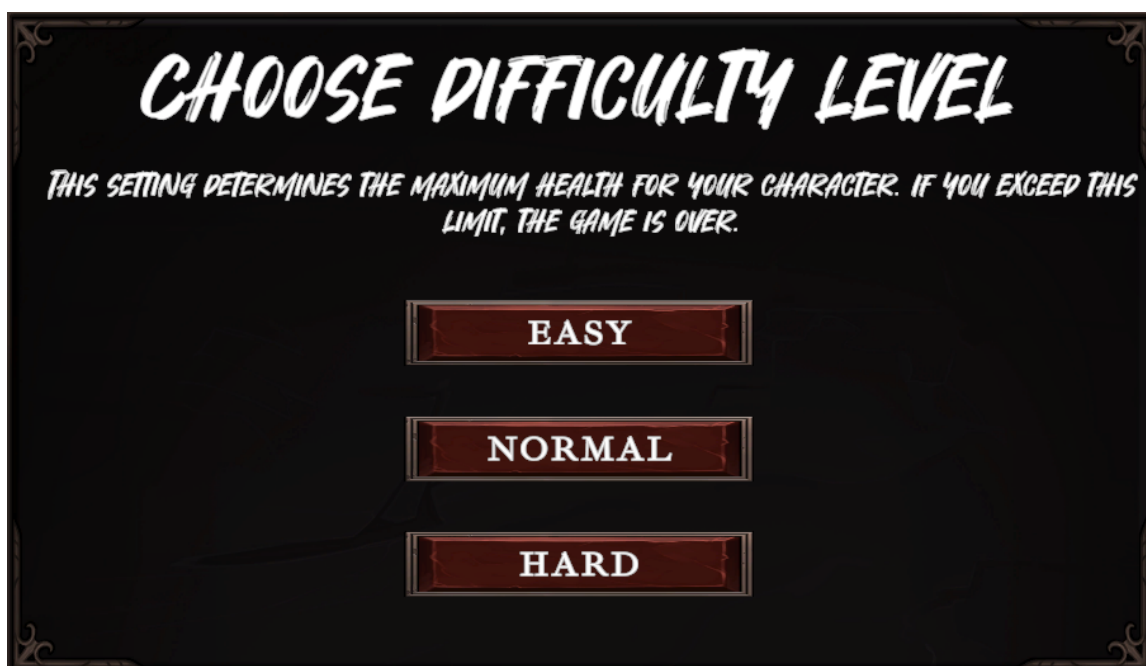 CHOOSE DIFFICULTY LEVEL
THIS SETTING DETERMINES THE MAXIMUM HEALTH FOR YOUR CHARACTER. IF YOU EXCEED THIS
LIMIT, THE GAME IS OVER.
EASY
NORMAL
HARD